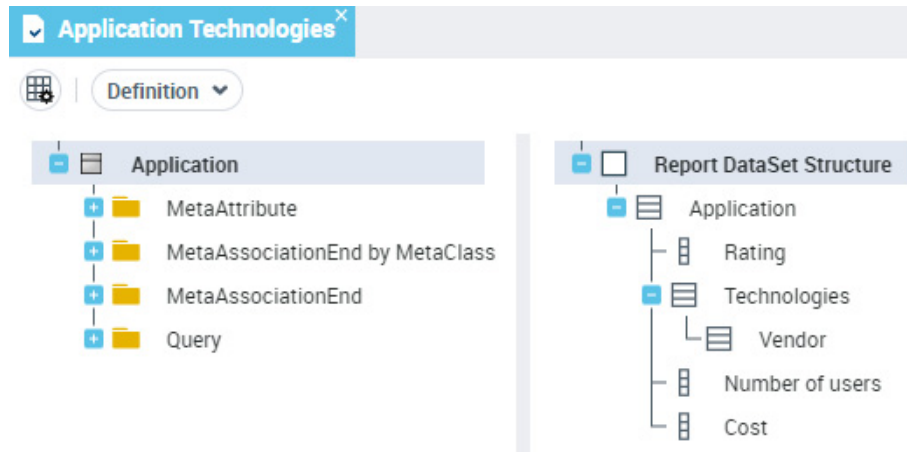 Application Technologies
Definition
Application
MetaAttribute
MetaAssociationEnd by MetaClass
MetaAssociationEnd
Query
Report DataSet Structure
Application
Rating
Technologies
Vendor
Number of users
Cost